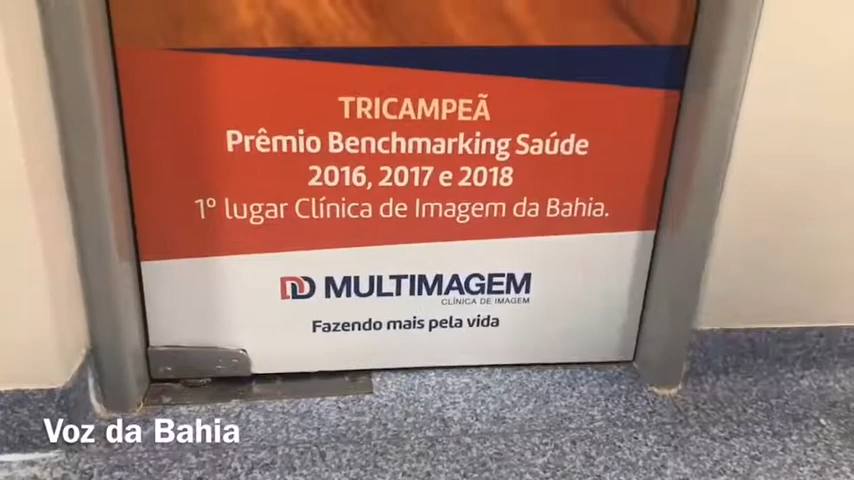 TRICAMPEÃ
Prêmio Benchmarking Saúde
2016, 2017 e 2018
1º lugar Clínica de Imagem da Bahia.
MULTIMAGEM
CLÍNICA DE IMAGEM
Fazendo mais pela vida
Voz da Bahia